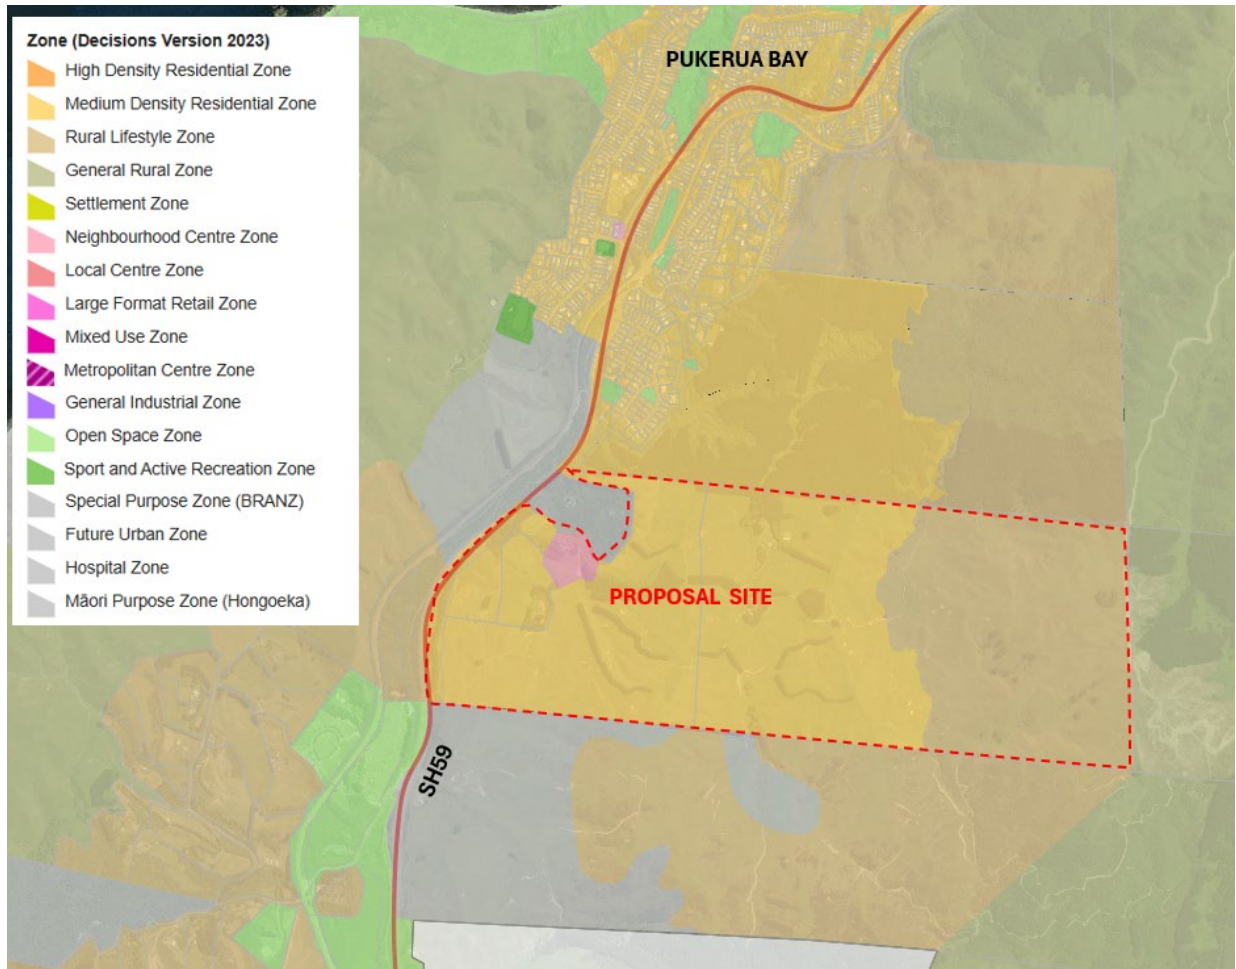 Zone (Decisions Version 2023)
High Density Residential Zone
Medium Density Residential Zone
Rural Lifestyle Zone
General Rural Zone
Settlement Zone
Neighbourhood Centre Zone
Local Centre Zone
Large Format Retail Zone
Mixed Use Zone
Metropolitan Centre Zone
General Industrial Zone
Open Space Zone
Sport and Active Recreation Zone
Special Purpose Zone (BRANZ)
Future Urban Zone
Hospital Zone
Māori Purpose Zone (Hongoeka)
PUKERUA BAY
PROPOSAL SITE
SH59